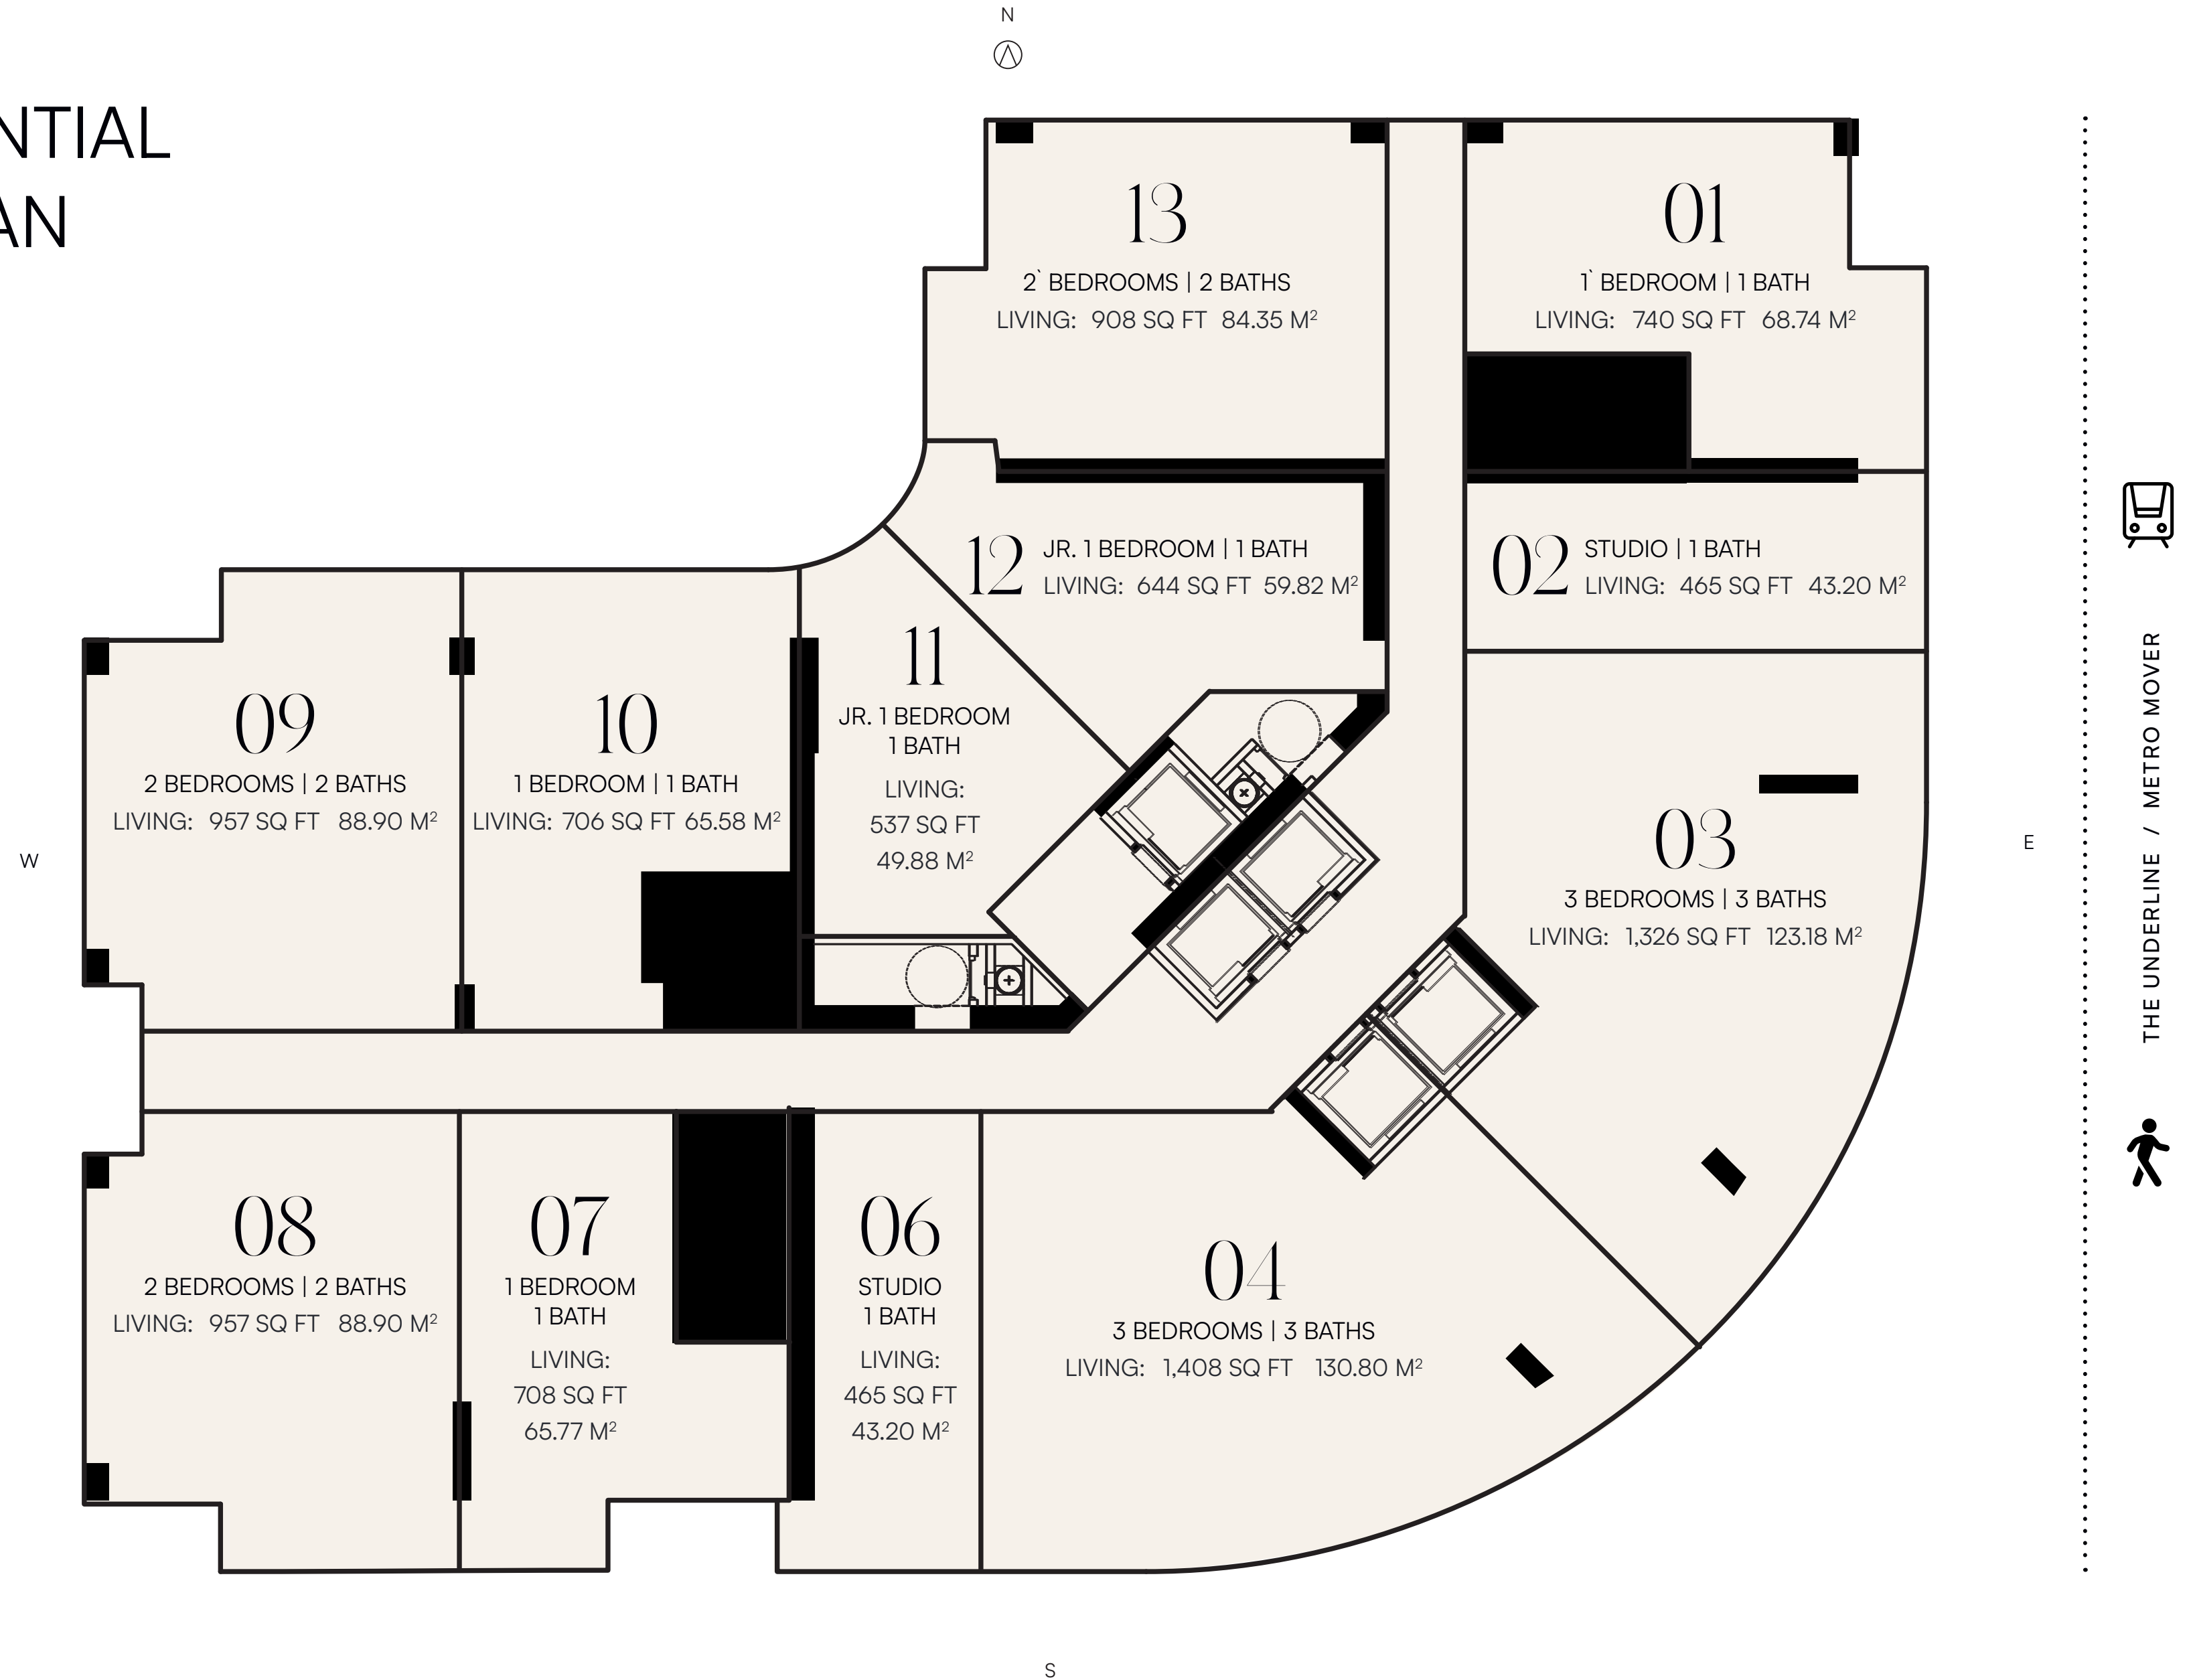 N
NTIAL
AN
13
2` BEDROOMS | 2 BATHS
LIVING: 908 SQ FT 84.35 M²
01
1` BEDROOM | 1 BATH
LIVING: 740 SQ FT 68.74 M²
12
JR. 1 BEDROOM | 1 BATH
LIVING: 644 SQ FT 59.82 M²
02
STUDIO | 1 BATH
LIVING: 465 SQ FT 43.20 M²
09
2 BEDROOMS | 2 BATHS
LIVING: 957 SQ FT 88.90 M²
10
1 BEDROOM | 1 BATH
LIVING: 706 SQ FT 65.58 M²
11
JR. 1 BEDROOM
1 BATH
LIVING:
537 SQ FT
49.88 M²
03
3 BEDROOMS | 3 BATHS
LIVING: 1,326 SQ FT 123.18 M²
W
E
THE UNDERLINE / METRO MOVER
08
2 BEDROOMS | 2 BATHS
LIVING: 957 SQ FT 88.90 M²
07
1 BEDROOM
1 BATH
LIVING:
708 SQ FT
65.77 M²
06
STUDIO
1 BATH
LIVING:
465 SQ FT
43.20 M²
04
3 BEDROOMS | 3 BATHS
LIVING: 1,408 SQ FT 130.80 M²
S